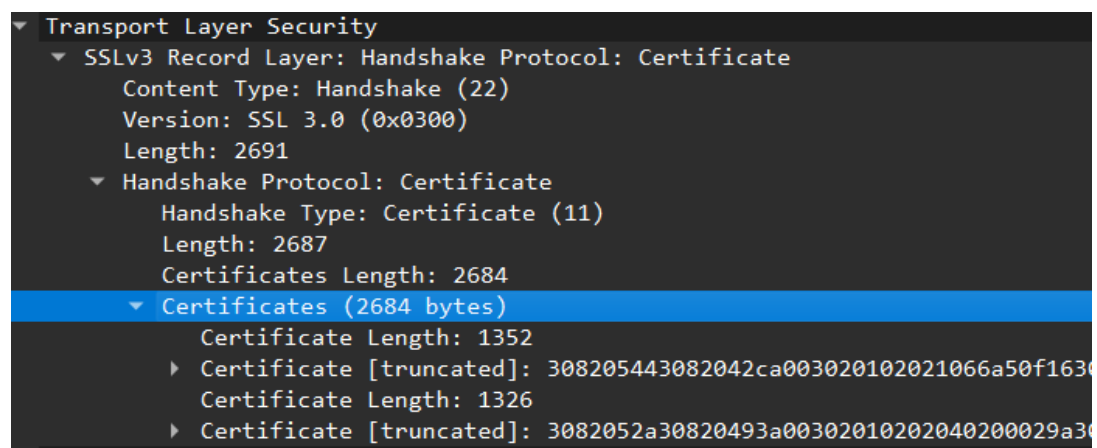 Transport Layer Security
SSLv3 Record Layer: Handshake Protocol: Certificate
Content Type: Handshake (22)
Version: SSL 3.0 (0x0300)
Length: 2691
Handshake Protocol: Certificate
Handshake Type: Certificate (11)
Length: 2687
Certificates Length: 2684
Certificates (2684 bytes)
Certificate Length: 1352
Certificate [truncated]: 308205443082042ca003020102021066a50f1630
Certificate Length: 1326
Certificate [truncated]: 3082052a30820493a00302010202040200029a30